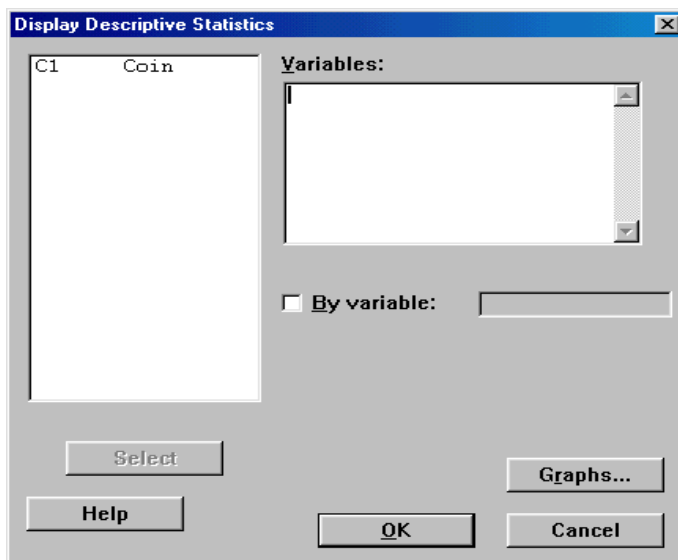 Display Descriptive Statistics
C1 Coin
Variables:
By variable:
Select
Graphs...
Help
OK
Cancel